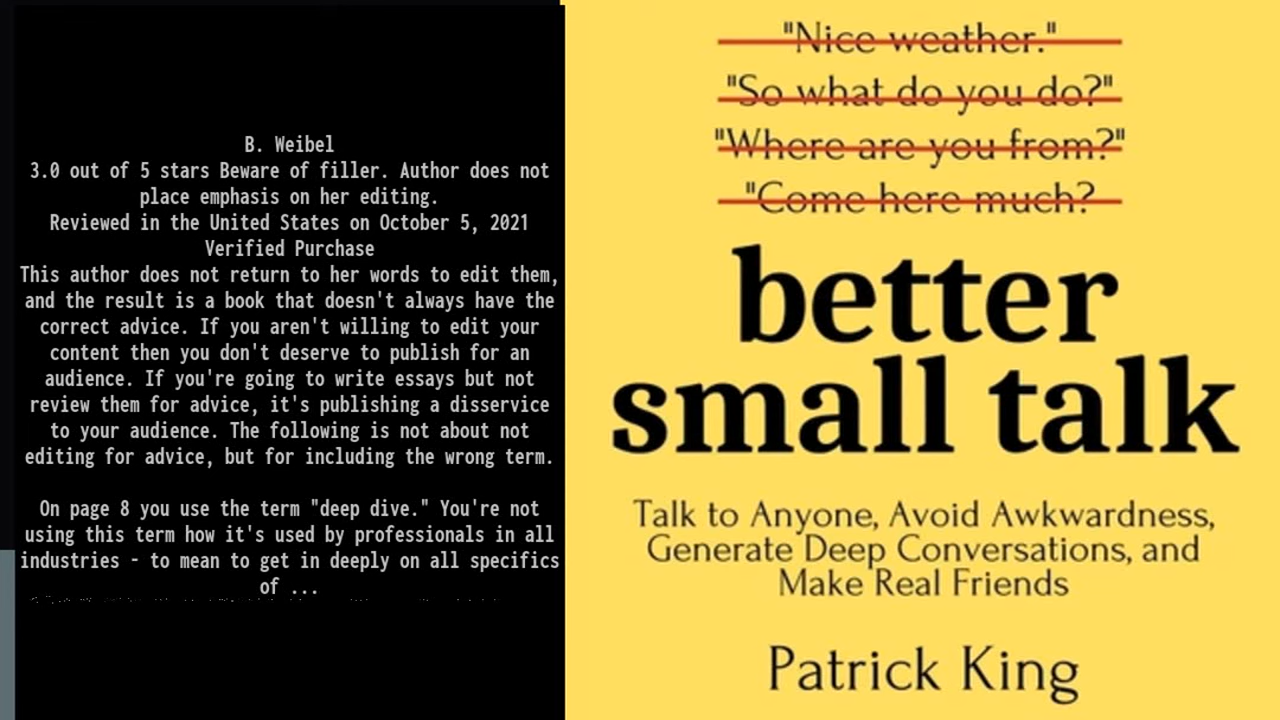 B. Weibel
3.0 out of 5 stars Beware of filler. Author does not
place emphasis on her editing.
Reviewed in the United States on October 5, 2021
Verified Purchase
This author does not return to her words to edit them,
and the result is a book that doesn't always have the
correct advice. If you aren't willing to edit your
content then you don't deserve to publish for an
audience. If you're going to write essays but not
review them for advice, it's publishing a disservice
to your audience. The following is not about not
editing for advice, but for including the wrong term.
On page 8 you use the term "deep dive." You're not
using this term how it's used by professionals in all
industries - to mean to get in deeply on all specifics
of ...
"Nice weather."
"So what do you do?"
"Where are you from?"
"Come here much?
better
small talk
Talk to Anyone, Avoid Awkwardness,
Generate Deep Conversations, and
Make Real Friends
Patrick King